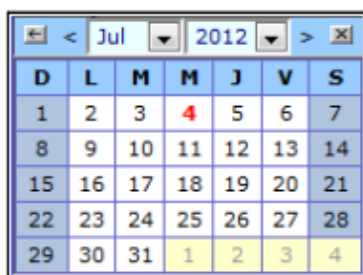 < Jul 2012 >
D L M M J V S
1 2 3 4 5 6 7
8 9 10 11 12 13 14
15 16 17 18 19 20 21
22 23 24 25 26 27 28
29 30 31 1 2 3 4